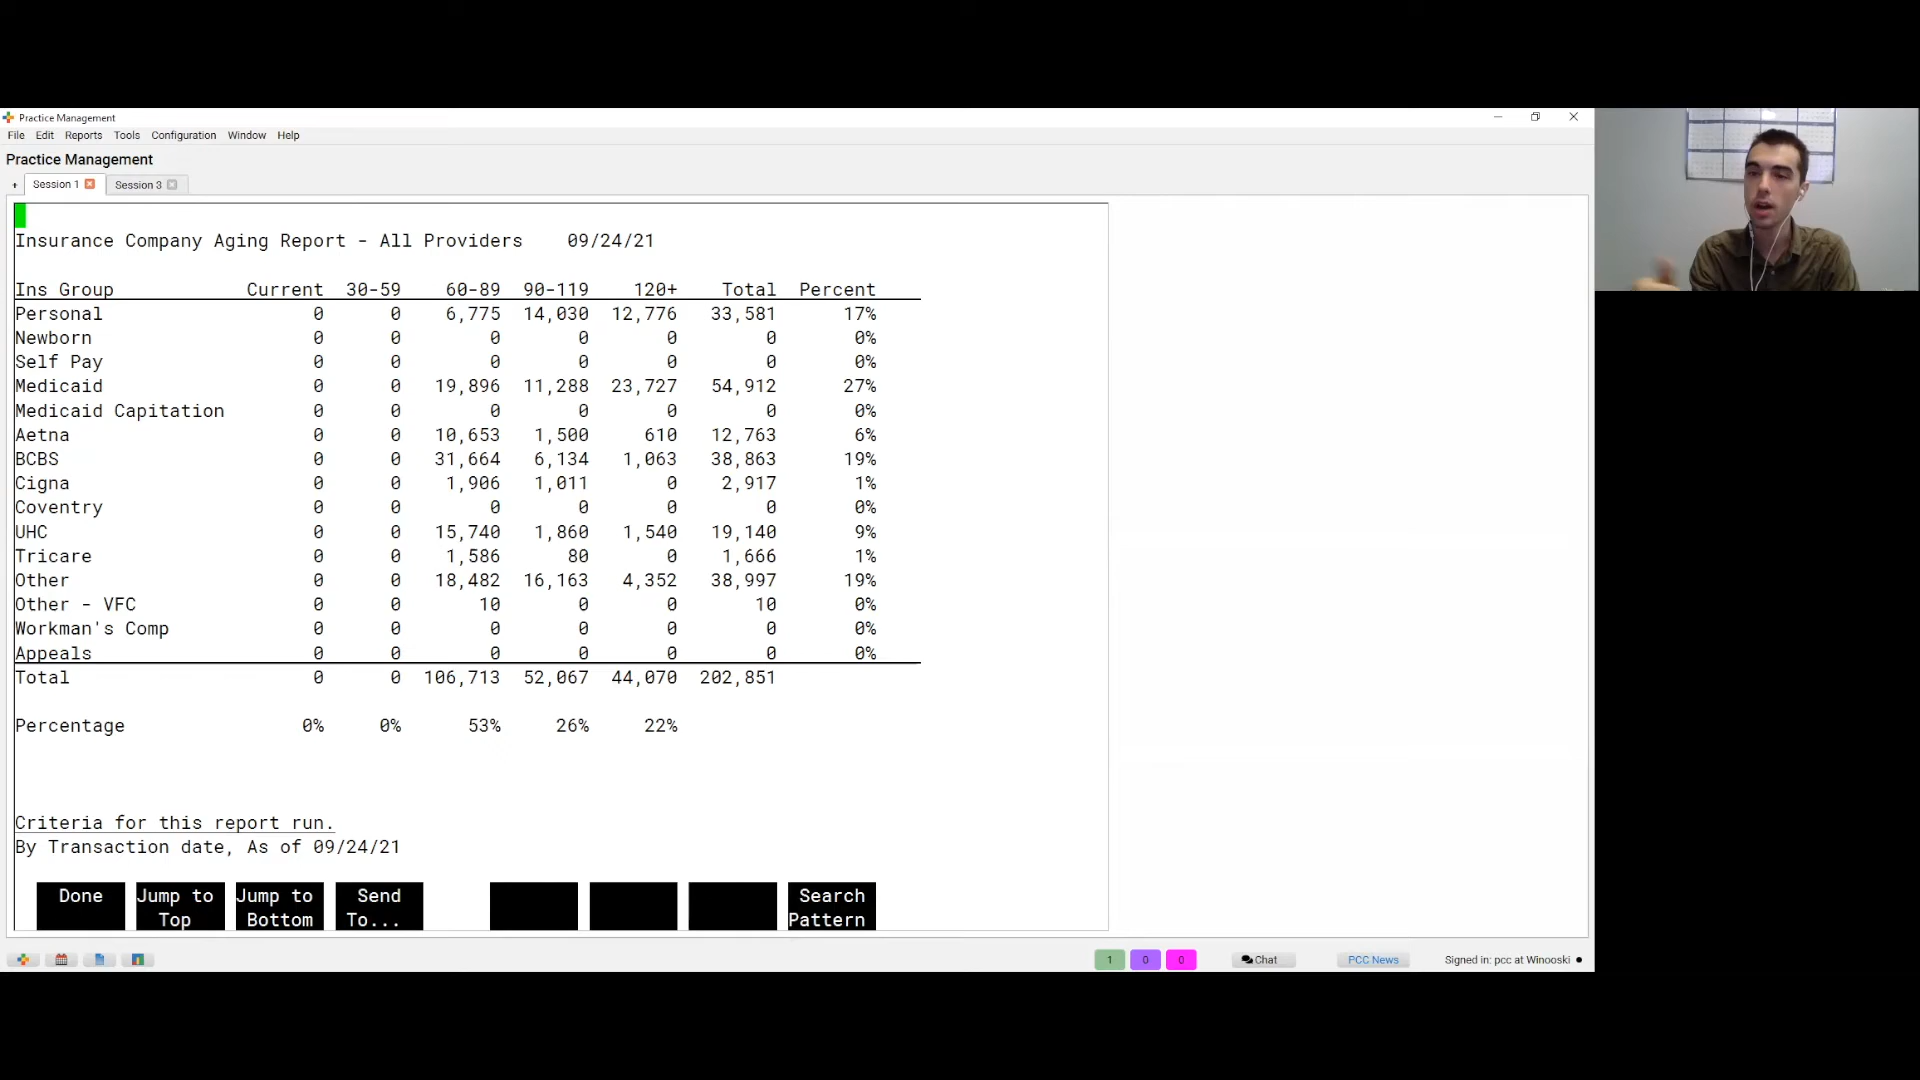 Practice Management
File Edit Reports Tools Configuration Window Help
Practice Management
+ Session 1 Session 3
Insurance Company Aging Report - All Providers 09/24/21
Ins Group Current 30-59 60-89 90-119 120+ Total Percent
Personal 0 0 6,775 14,030 12,776 33,581 17%
Newborn 0 0 0 0 0 0 0%
Self Pay 0 0 0 0 0 0 0%
Medicaid 0 0 19,896 11,288 23,727 54,912 27%
Medicaid Capitation 0 0 0 0 0 0 0%
Aetna 0 0 10,653 1,500 610 12,763 6%
BCBS 0 0 31,664 6,134 1,063 38,863 19%
Cigna 0 0 1,906 1,011 0 2,917 1%
Coventry 0 0 0 0 0 0 0%
UHC 0 0 15,740 1,860 1,540 19,140 9%
Tricare 0 0 1,586 80 0 1,666 1%
Other 0 0 18,482 16,163 4,352 38,997 19%
Other - VFC 0 0 10 0 0 10 0%
Workman's Comp 0 0 0 0 0 0 0%
Appeals 0 0 0 0 0 0 0%
Total 0 0 106,713 52,067 44,070 202,851
Percentage 0% 0% 53% 26% 22%
Criteria for this report run.
By Transaction date, As of 09/24/21
Done Jump to Jump to Send Search
Top Bottom To... Pattern
1 0 0 Chat PCC News Signed in: pcc at Winooski